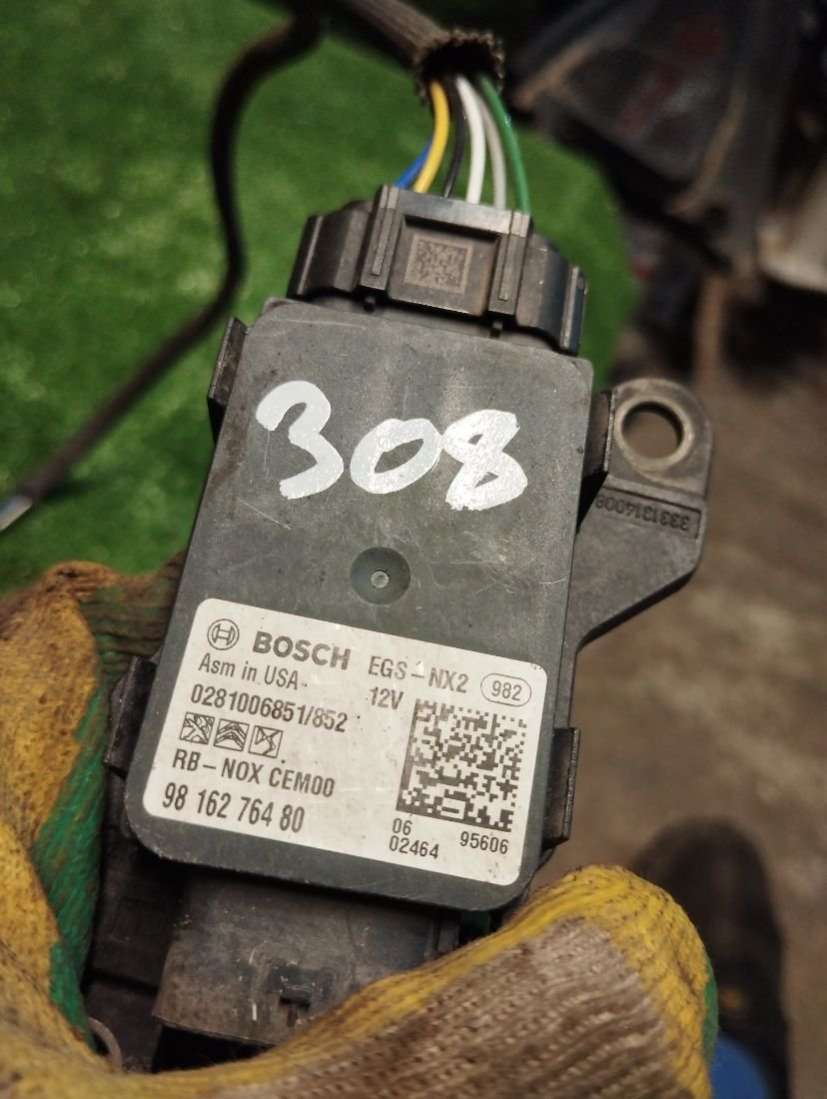 308
3331314008
BOSCH EGS-NX2 982
Asm in USA 12V
0281006851/852
RB-NOX CEM00
98 162 764 80
06 95606
02464